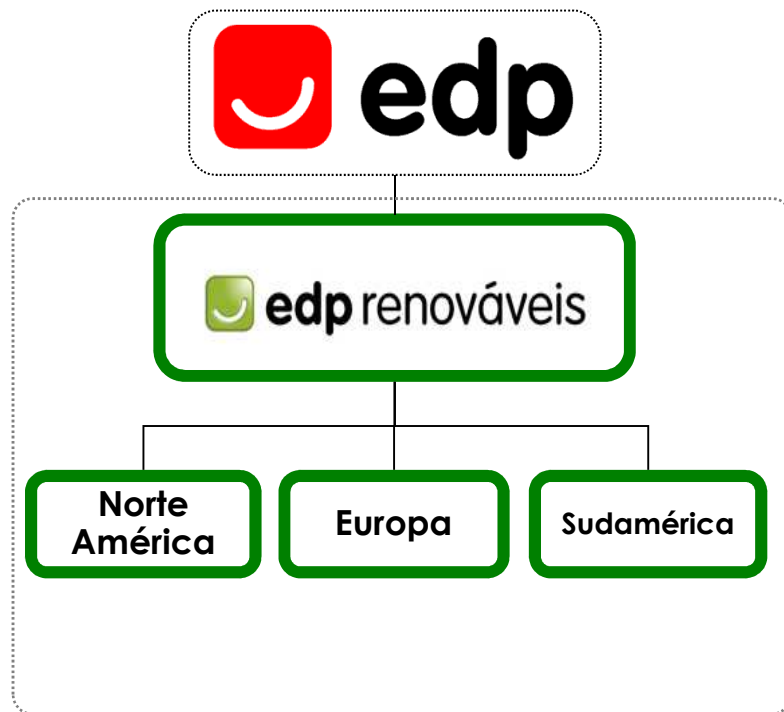 edp
edp renováveis
Norte
América
Europa
Sudamérica